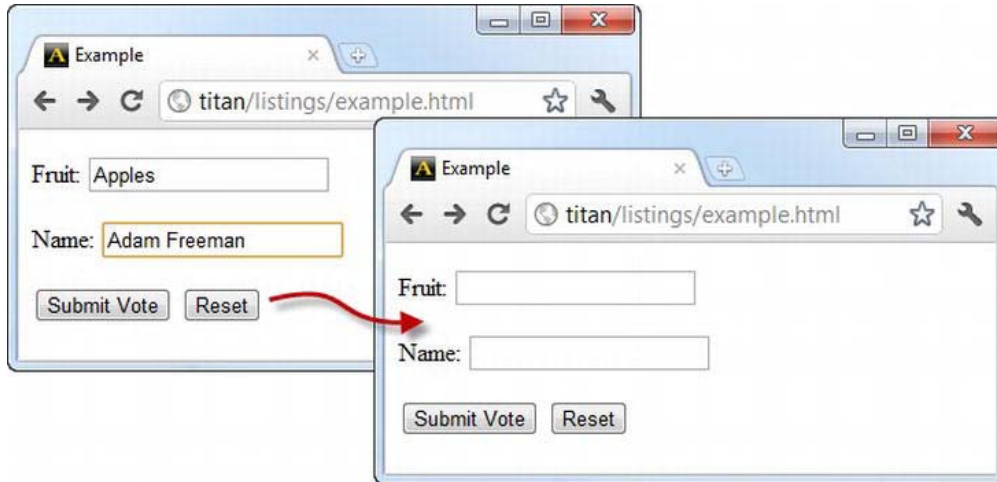 A Example
titan/listings/example.html
Fruit: Apples
Name: Adam Freeman
Submit Vote Reset
A Example
titan/listings/example.html
Fruit:
Name:
Submit Vote Reset